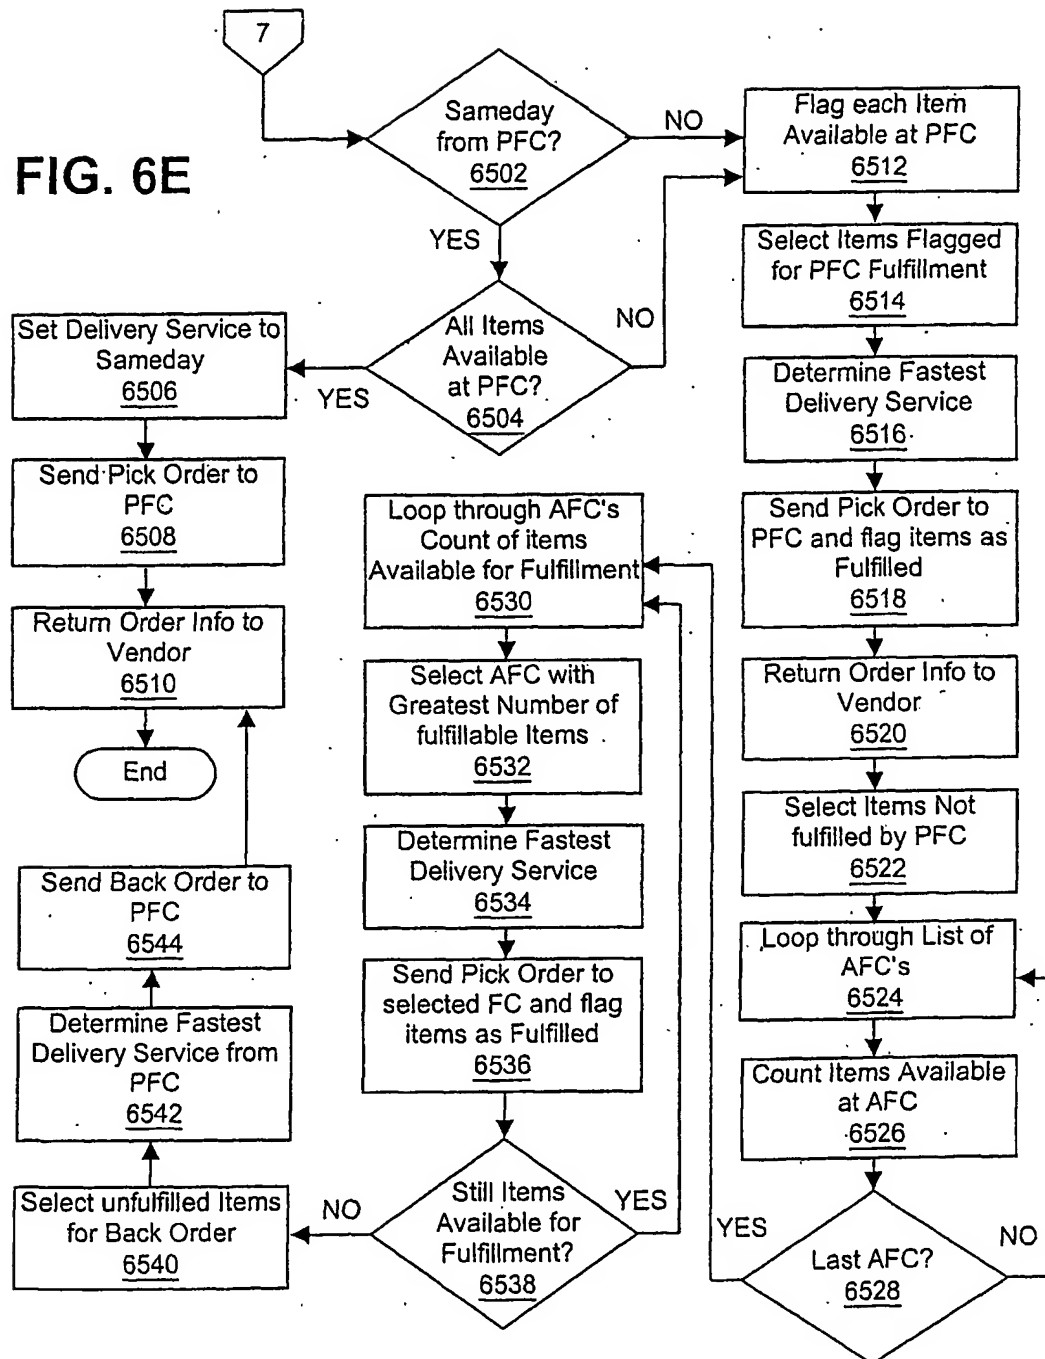 7
FIG. 6E
Sameday
from PFC?
6502
NO
YES
Flag each Item
Available at PFC
6512
All Items
Available
at PFC?
6504
NO
YES
Set Delivery Service to
Sameday
6506
Send Pick Order to
PFC
6508
Return Order Info to
Vendor
6510
End
Select Items Flagged
for PFC Fulfillment
6514
Determine Fastest
Delivery Service
6516
Send Pick Order to
PFC and flag items as
Fulfilled
6518
Return Order Info to
Vendor
6520
Select Items Not
fulfilled by PFC
6522
Loop through List of
AFC's
6524
Count Items Available
at AFC
6526
Last AFC?
6528
YES
NO
Loop through AFC's
Count of items
Available for Fulfillment
6530
Select AFC with
Greatest Number of
fulfillable Items
6532
Determine Fastest
Delivery Service
6534
Send Pick Order to
selected FC and flag
items as Fulfilled
6536
Still Items
Available for
Fulfillment?
6538
YES
NO
Select unfulfilled Items
for Back Order
6540
Determine Fastest
Delivery Service from
PFC
6542
Send Back Order to
PFC
6544